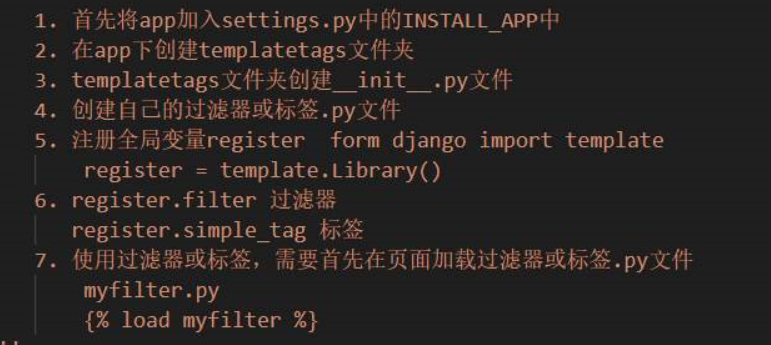 1. 首先将app加入settings.py中的INSTALL_APP中
2. 在app下创建templatetags文件夹
3. templatetags文件夹创建__init__.py文件
4. 创建自己的过滤器或标签.py文件
5. 注册全局变量register form django import template
register = template.Library()
6. register.filter 过滤器
register.simple_tag 标签
7. 使用过滤器或标签，需要首先在页面加载过滤器或标签.py文件
myfilter.py
{% load myfilter %}